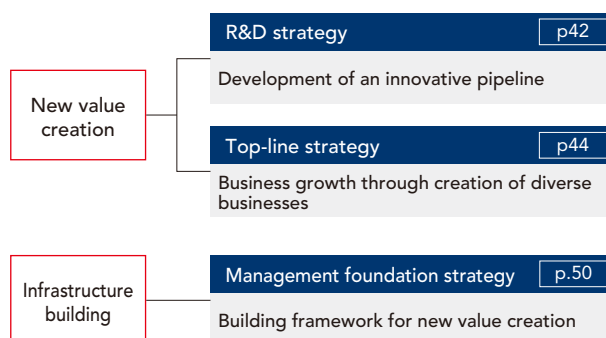 New value
creation
R&D strategy p42
Development of an innovative pipeline
Top-line strategy p44
Business growth through creation of diverse
businesses
Infrastructure
building
Management foundation strategy p.50
Building framework for new value creation